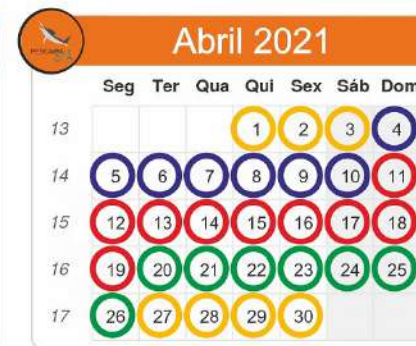 Abril 2021
Seg Ter Qua Qui Sex Sáb Dom
13 1 2 3 4
14 5 6 7 8 9 10 11
15 12 13 14 15 16 17 18
16 19 20 21 22 23 24 25
17 26 27 28 29 30